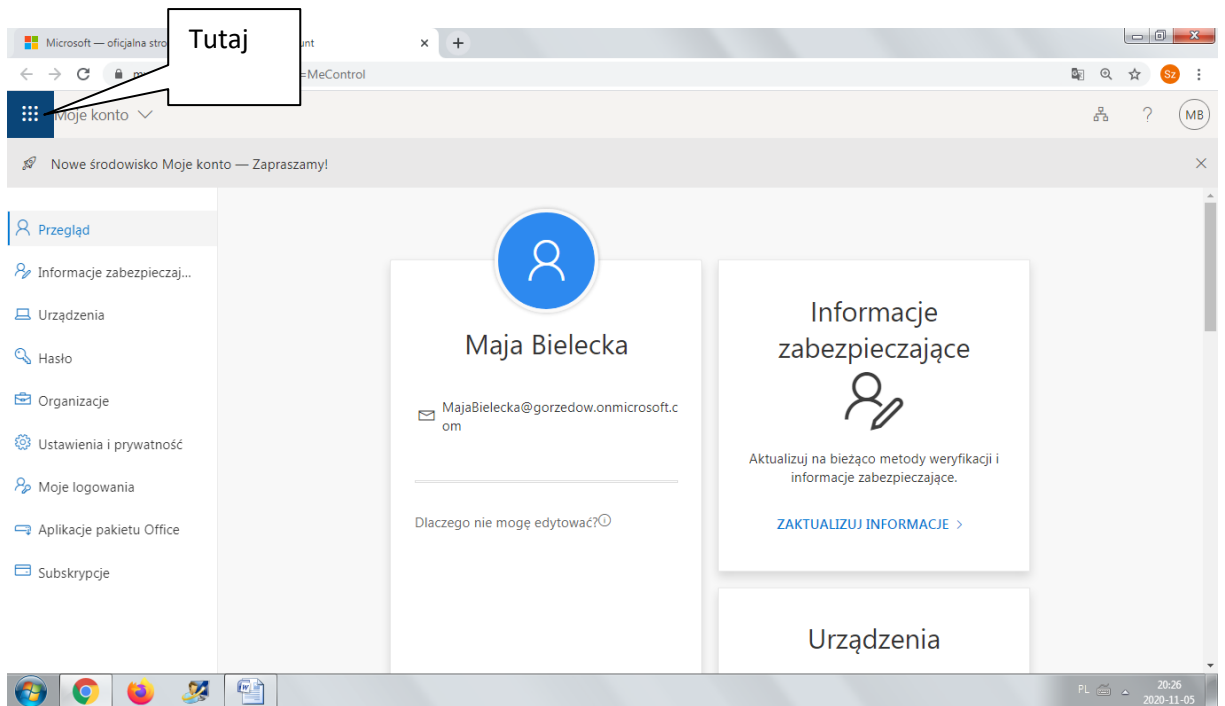 Tutaj
Microsoft — oficjalna stro
unt
=MeControl
Sz
Moje konto
MB
Nowe środowisko Moje konto — Zapraszamy!
Przegląd
Informacje zabezpieczaj...
Urządzenia
Hasło
Organizacje
Ustawienia i prywatność
Moje logowania
Aplikacje pakietu Office
Subskrypcje
Maja Bielecka
MajaBielecka@gorzedow.onmicrosoft.c
om
Dlaczego nie mogę edytować?
Informacje
zabezpieczające
Aktualizuj na bieżąco metody weryfikacji i
informacje zabezpieczające.
ZAKTUALIZUJ INFORMACJE >
Urządzenia
PL
20:26
2020-11-05